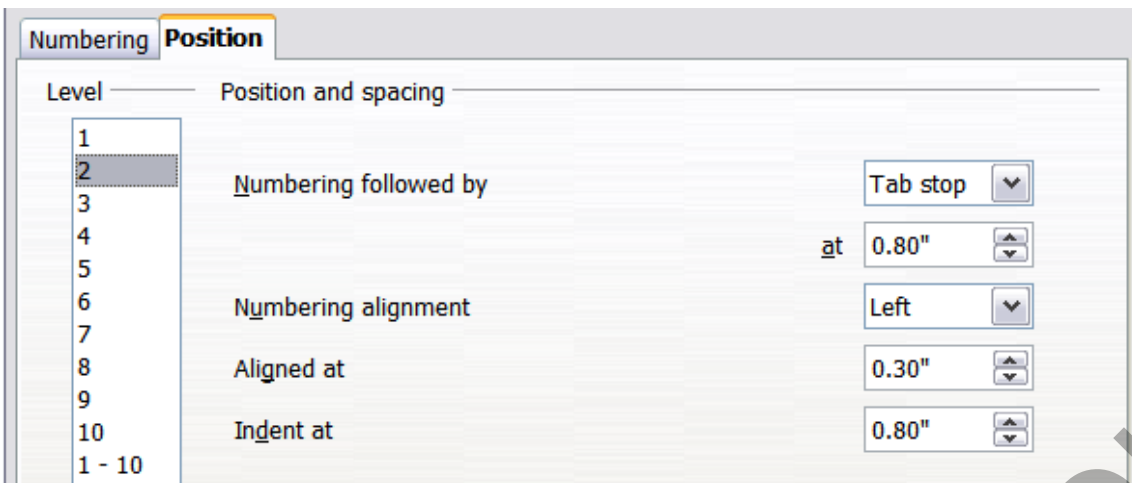 Numbering Position
Level Position and spacing
1
2
Numbering followed by Tab stop
3
4
at 0.80"
5
6
Numbering alignment Left
7
8
Aligned at 0.30"
9
10
Indent at 0.80"
1 - 10